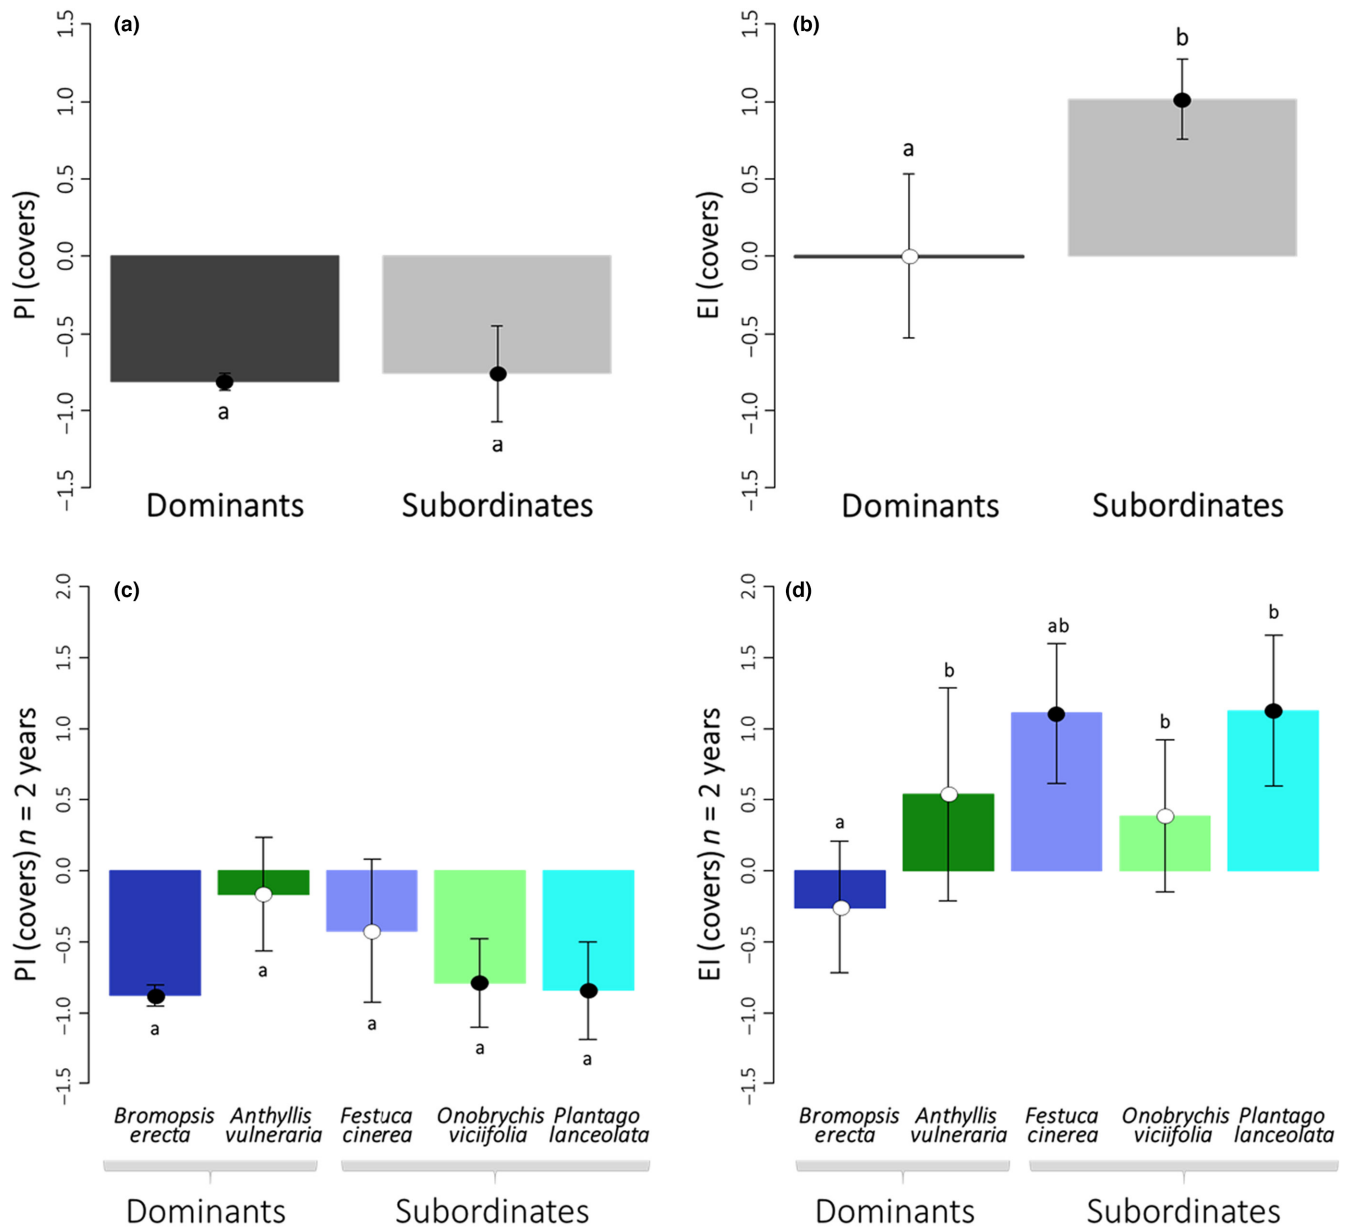 (a)
PI (covers)
1.5
1.0
0.5
0.0
−0.5
−1.0
−1.5
a
a
Dominants
Subordinates
(b)
EI (covers)
1.5
1.0
0.5
0.0
−0.5
−1.0
−1.5
a
b
Dominants
Subordinates
(c)
PI (covers) n = 2 years
2.0
1.5
1.0
0.5
0.0
−0.5
−1.0
−1.5
a
a
a
a
a
Bromopsis
erecta
Anthyllis
vulneraria
Festuca
cinerea
Onobrychis
viciifolia
Plantago
lanceolata
Dominants
Subordinates
(d)
EI (covers) n = 2 years
2.0
1.5
1.0
0.5
0.0
−0.5
−1.0
−1.5
a
b
ab
b
b
Bromopsis
erecta
Anthyllis
vulneraria
Festuca
cinerea
Onobrychis
viciifolia
Plantago
lanceolata
Dominants
Subordinates